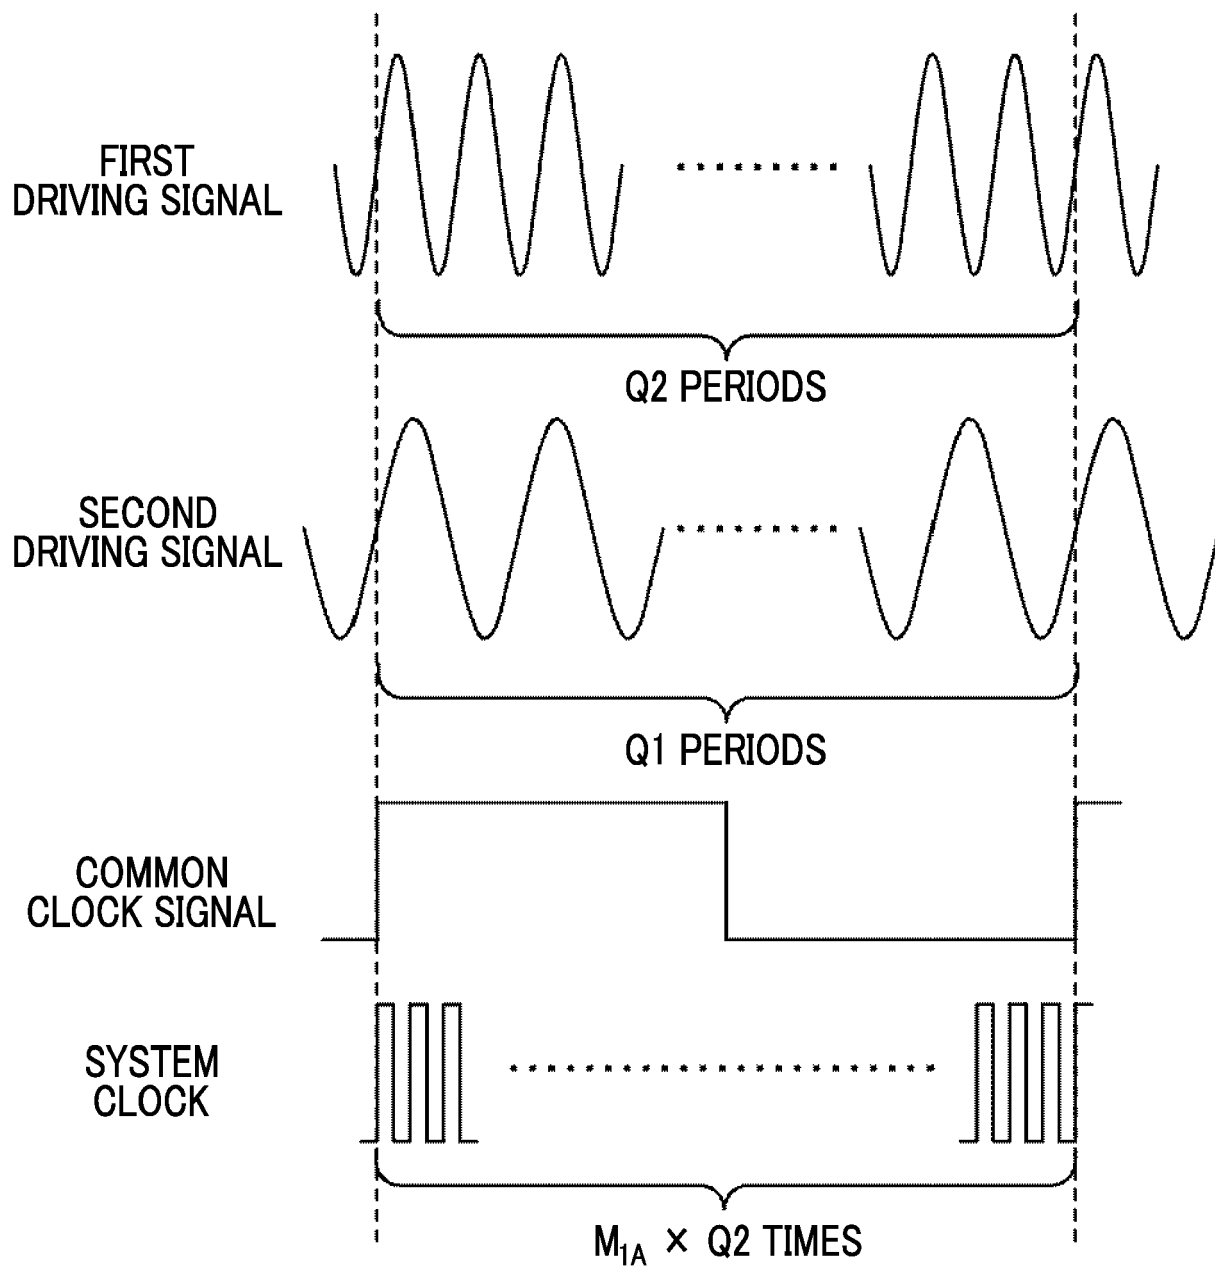 FIRST
DRIVING SIGNAL
Q2 PERIODS
SECOND
DRIVING SIGNAL
Q1 PERIODS
COMMON
CLOCK SIGNAL
SYSTEM
CLOCK
M1A × Q2 TIMES